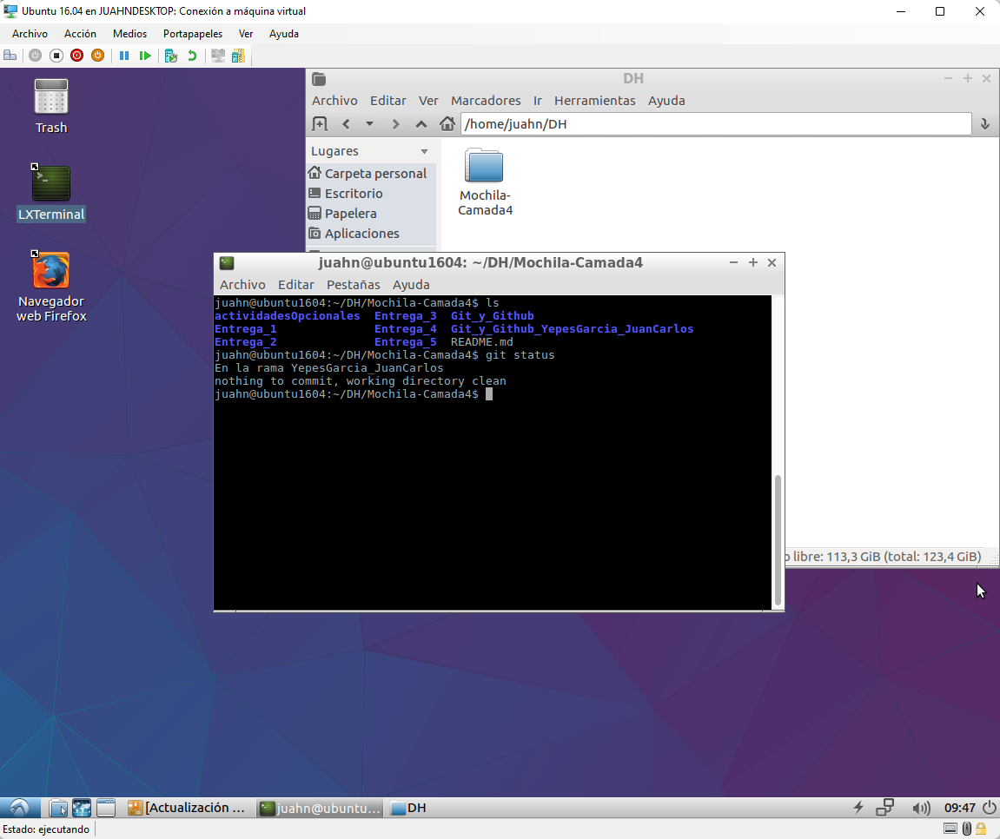 Ubuntu 16.04 en JUAHNDESKTOP: Conexión a máquina virtual
Archivo Acción Medios Portapapeles Ver Ayuda
Trash
LXTerminal
Navegador
web Firefox
DH
Archivo Editar Ver Marcadores Ir Herramientas Ayuda
/home/juahn/DH
Lugares
Carpeta personal
Escritorio
Papelera
Aplicaciones
Mochila-
Camada4
libre: 113,3 GiB (total: 123,4 GiB)
juahn@ubuntu1604: ~/DH/Mochila-Camada4
Archivo Editar Pestañas Ayuda
juahn@ubuntu1604:~/DH/Mochila-Camada4$ ls
actividadesOpcionales Entrega_3 Git_y_Github
Entrega_1 Entrega_4 Git_y_Github_YepesGarcia_JuanCarlos
Entrega_2 Entrega_5 README.md
juahn@ubuntu1604:~/DH/Mochila-Camada4$ git status
En la rama YepesGarcia_JuanCarlos
nothing to commit, working directory clean
juahn@ubuntu1604:~/DH/Mochila-Camada4$
[Actualización ... juahn@ubuntu... DH 09:47
Estado: ejecutando